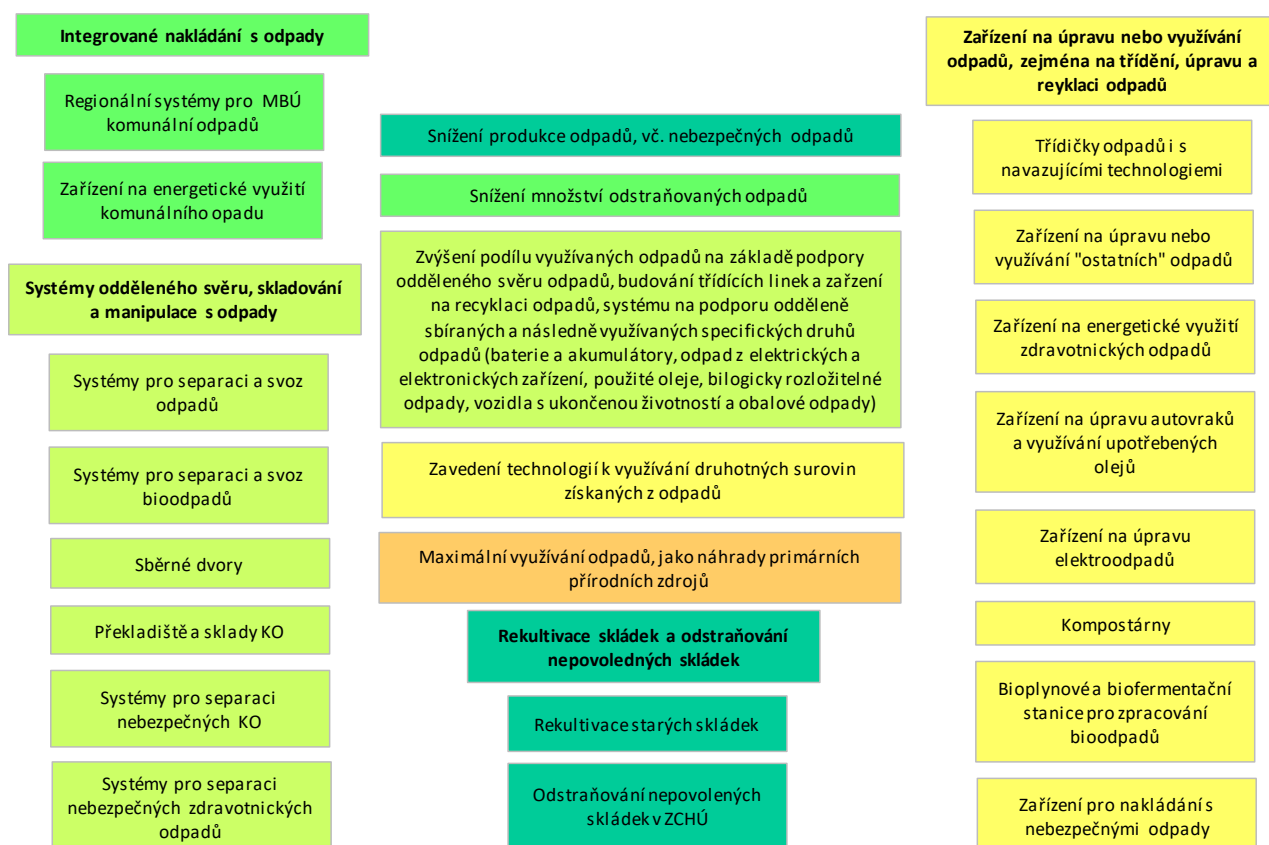 Integrované nakládání s odpady
Regionální systémy pro MBÚ
komunální odpadů
Zařízení na energetické využití
komunálního opadu
Systémy odděleného svěru, skladování
a manipulace s odpady
Systémy pro separaci a svoz
odpadů
Systémy pro separaci a svoz
bioodpadů
Sběrné dvory
Překladiště a sklady KO
Systémy pro separaci
nebezpečných KO
Systémy pro separaci
nebezpečných zdravotnických
odpadů
Snížení produkce odpadů, vč. nebezpečných odpadů
Snížení množství odstraňovaných odpadů
Zvýšení podílu využívaných odpadů na základě podpory
odděleného svěru odpadů, budování třídících linek a zařzení
na recyklaci odpadů, systému na podporu odděleně
sbíraných a následně využívaných specifických druhů
odpadů (baterie a akumulátory, odpad z elektrických a
elektronických zařízení, použité oleje, bilogicky rozložitelné
odpady, vozidla s ukončenou životností a obalové odpady)
Zavedení technologií k využívání druhotných surovin
získaných z odpadů
Maximální využívání odpadů, jako náhrady primárních
přírodních zdrojů
Rekultivace skládek a odstraňování
nepovoledných skládek
Rekultivace starých skládek
Odstraňování nepovolených
skládek v ZCHÚ
Zařízení na úpravu nebo využívání
odpadů, zejména na třídění, úpravu a
reyklaci odpadů
Třídičky odpadů i s
navazujícími technologiemi
Zařízení na úpravu nebo
využívání "ostatních" odpadů
Zařízení na energetické využití
zdravotnických odpadů
Zařízení na úpravu autovraků
a využívání upotřebených
olejů
Zařízení na úpravu
elektroodpadů
Kompostárny
Bioplynové a biofermentační
stanice pro zpracování
bioodpadů
Zařízení pro nakládání s
nebezpečnými odpady